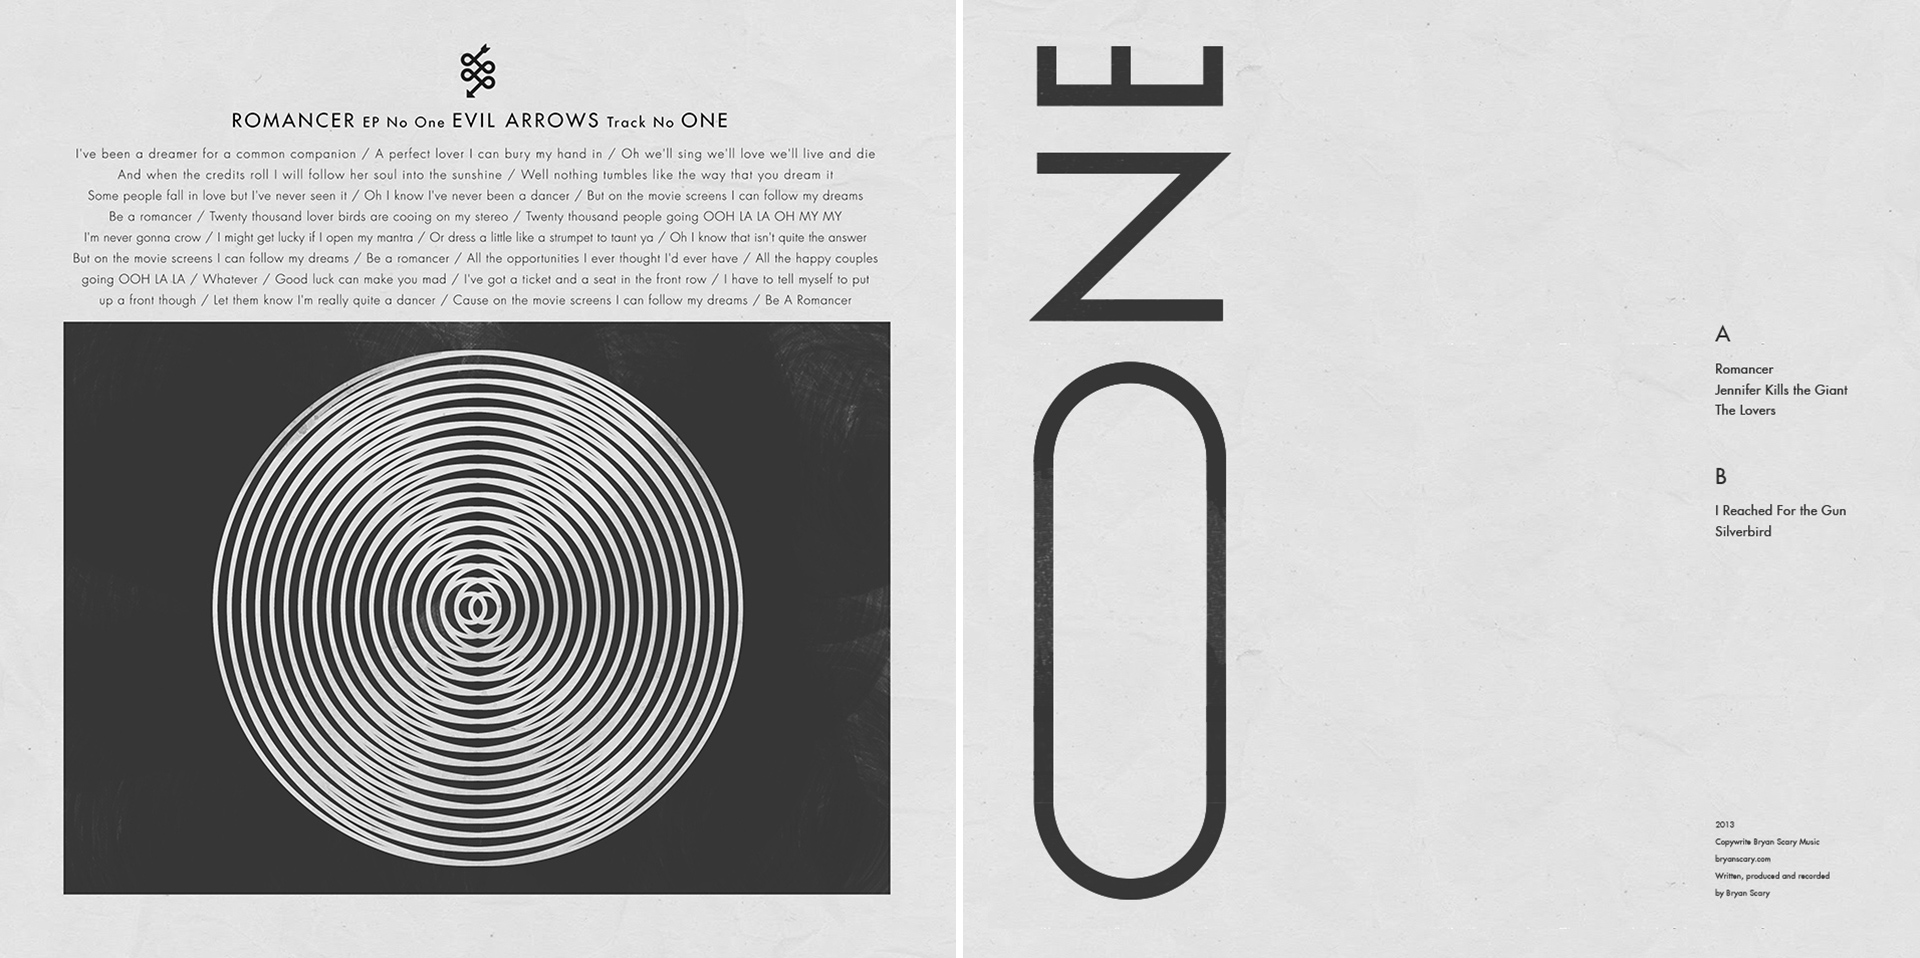 ROMANCER EP No One EVIL ARROWS Track No ONE
I've been a dreamer for a common companion / A perfect lover I can bury my hand in / Oh we'll sing we'll love we'll live and die
And when the credits roll I will follow her soul into the sunshine / Well nothing tumbles like the way that you dream it
Some people fall in love but I've never seen it / Oh I know I've never been a dancer / But on the movie screens I can follow my dreams
Be a romancer / Twenty thousand lover birds are cooing on my stereo / Twenty thousand people going OOH LA LA OH MY MY
I'm never gonna crow / I might get lucky if I open my mantra / Or dress a little like a strumpet to taunt ya / Oh I know that isn't quite the answer
But on the movie screens I can follow my dreams / Be a romancer / All the opportunities I ever thought I'd ever have / All the happy couples
going OOH LA LA / Whatever / Good luck can make you mad / I've got a ticket and a seat in the front row / I have to tell myself to put
up a front though / Let them know I'm really quite a dancer / Cause on the movie screens I can follow my dreams / Be A Romancer
ONE
A
Romancer
Jennifer Kills the Giant
The Lovers
B
I Reached For the Gun
Silverbird
2013
Copywrite Bryan Scary Music
bryanscary.com
Written, produced and recorded
by Bryan Scary